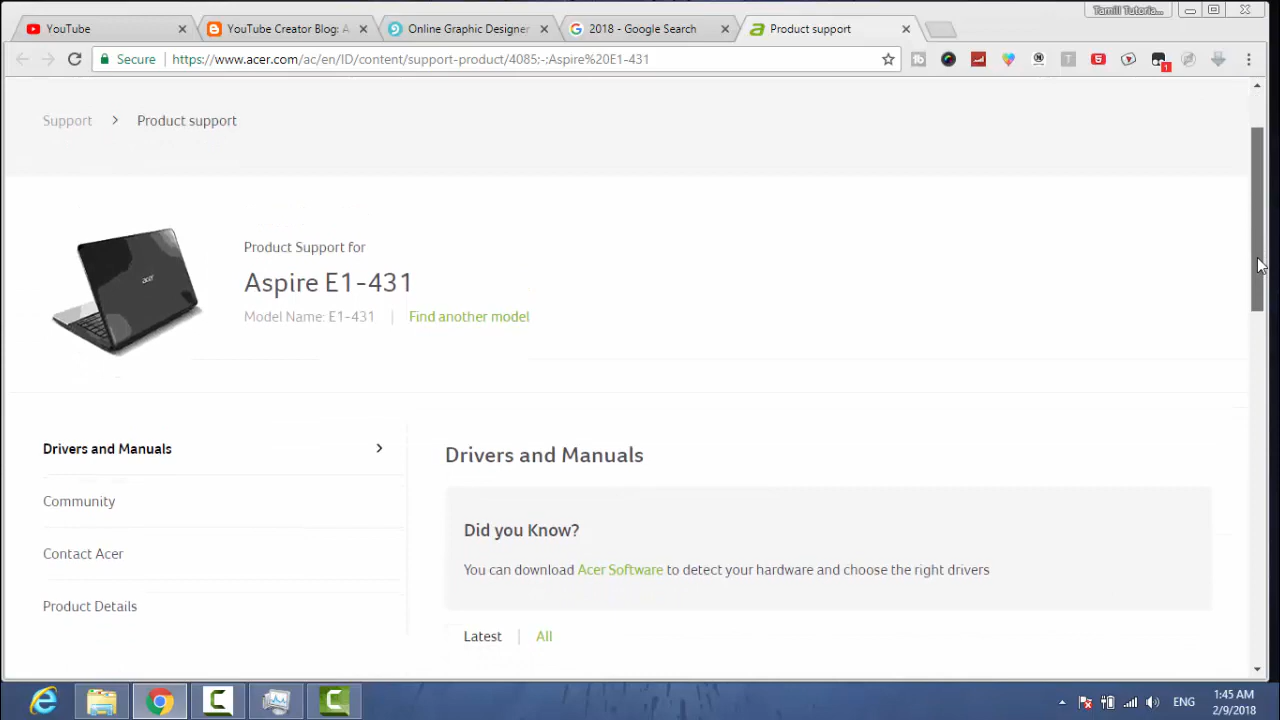 Tamill Tutoria...
YouTube
YouTube Creator Blog: A
Online Graphic Designer
2018 - Google Search
Product support
Secure
https://www.acer.com/ac/en/ID/content/support-product/4085:-:Aspire%20E1-431
Support > Product support
Product Support for
Aspire E1-431
Model Name: E1-431 | Find another model
Drivers and Manuals
Community
Contact Acer
Product Details
Drivers and Manuals
Did you Know?
You can download Acer Software to detect your hardware and choose the right drivers
Latest | All
ENG
1:45 AM
2/9/2018